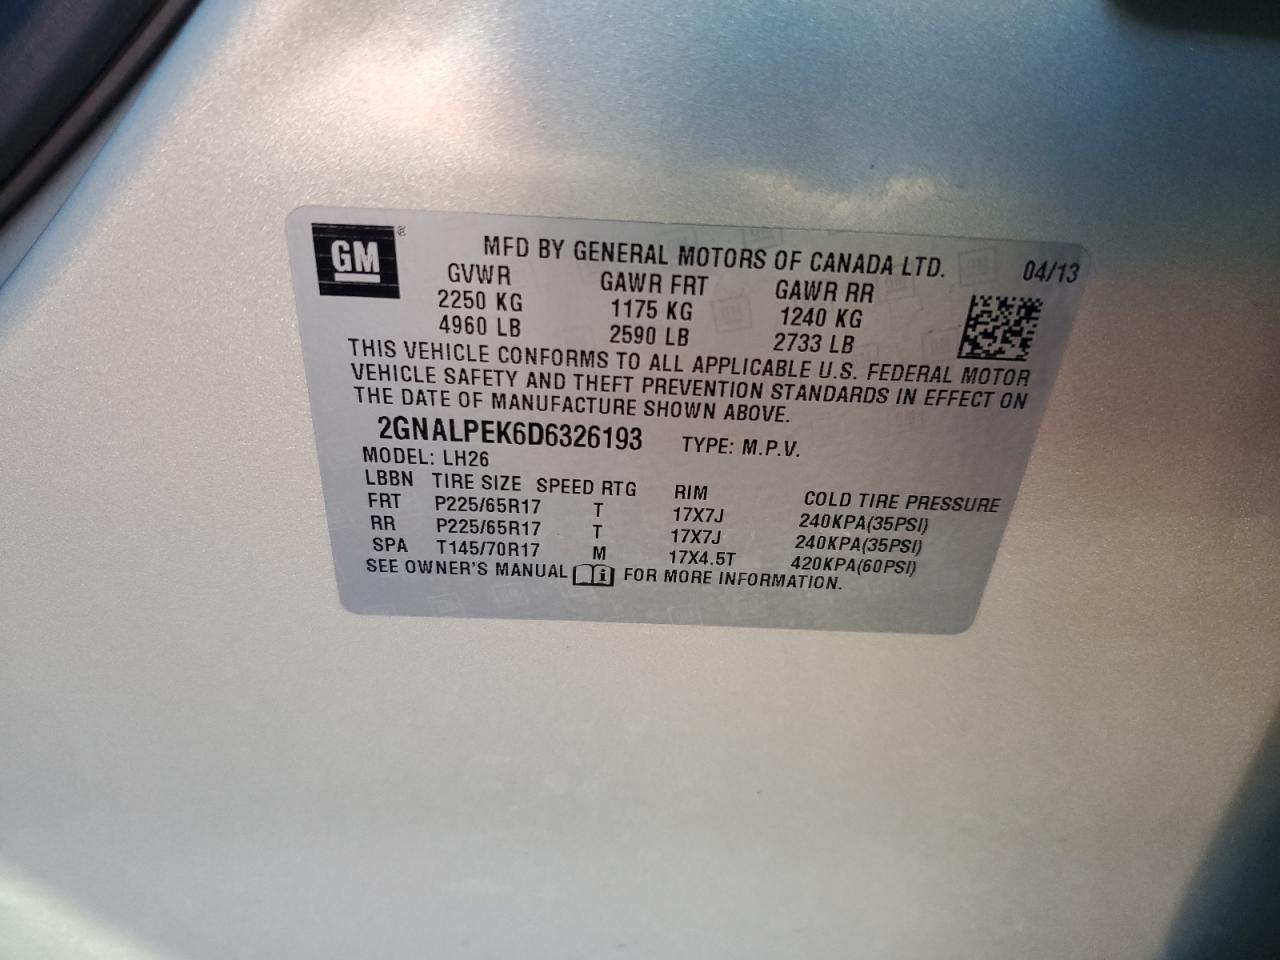 GM ®
MFD BY GENERAL MOTORS OF CANADA LTD. 04/13
GVWR GAWR FRT GAWR RR
2250 KG 1175 KG 1240 KG
4960 LB 2590 LB 2733 LB
THIS VEHICLE CONFORMS TO ALL APPLICABLE U.S. FEDERAL MOTOR
VEHICLE SAFETY AND THEFT PREVENTION STANDARDS IN EFFECT ON
THE DATE OF MANUFACTURE SHOWN ABOVE.
2GNALPEK6D6326193 TYPE: M.P.V.
MODEL: LH26
LBBN TIRE SIZE SPEED RTG RIM COLD TIRE PRESSURE
FRT P225/65R17 T 17X7J 240KPA(35PSI)
RR P225/65R17 T 17X7J 240KPA(35PSI)
SPA T145/70R17 M 17X4.5T 420KPA(60PSI)
SEE OWNER'S MANUAL i FOR MORE INFORMATION.